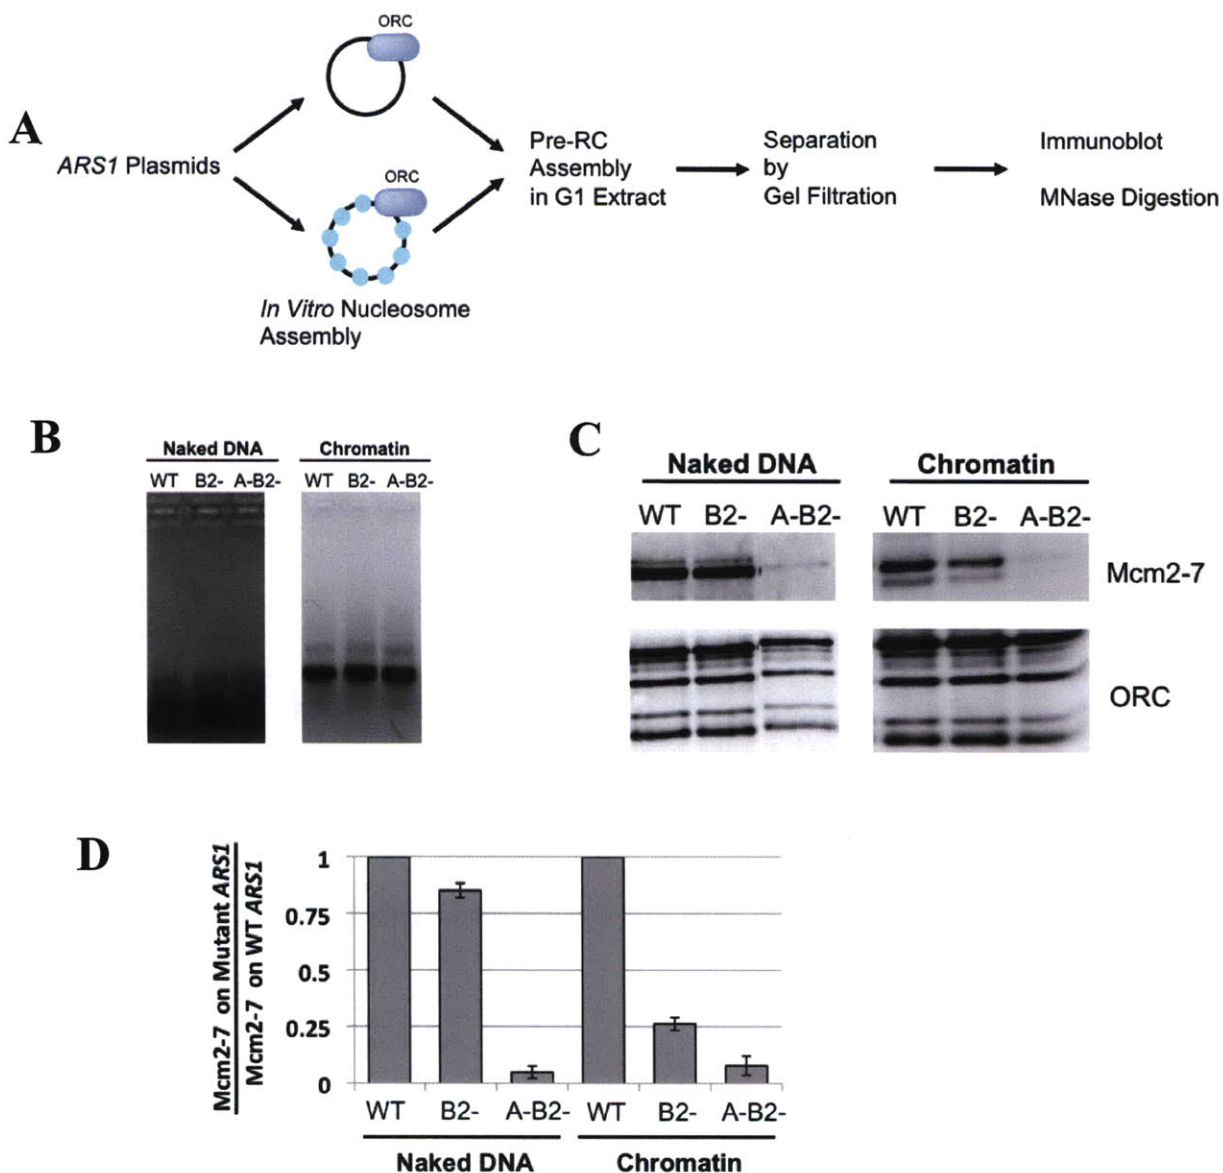 A
ORC
ARS1 Plasmids
ORC
In Vitro Nucleosome
Assembly
Pre-RC
Assembly
in G1 Extract
Separation
by
Gel Filtration
Immunoblot
MNase Digestion
B
Naked DNA
Chromatin
WT B2- A-B2-
WT B2- A-B2-
C
Naked DNA
Chromatin
WT B2- A-B2-
WT B2- A-B2-
Mcm2-7
ORC
D
Mcm2-7 on Mutant ARS1
Mcm2-7 on WT ARS1
1
0.75
0.5
0.25
0
WT B2- A-B2- WT B2- A-B2-
Naked DNA Chromatin